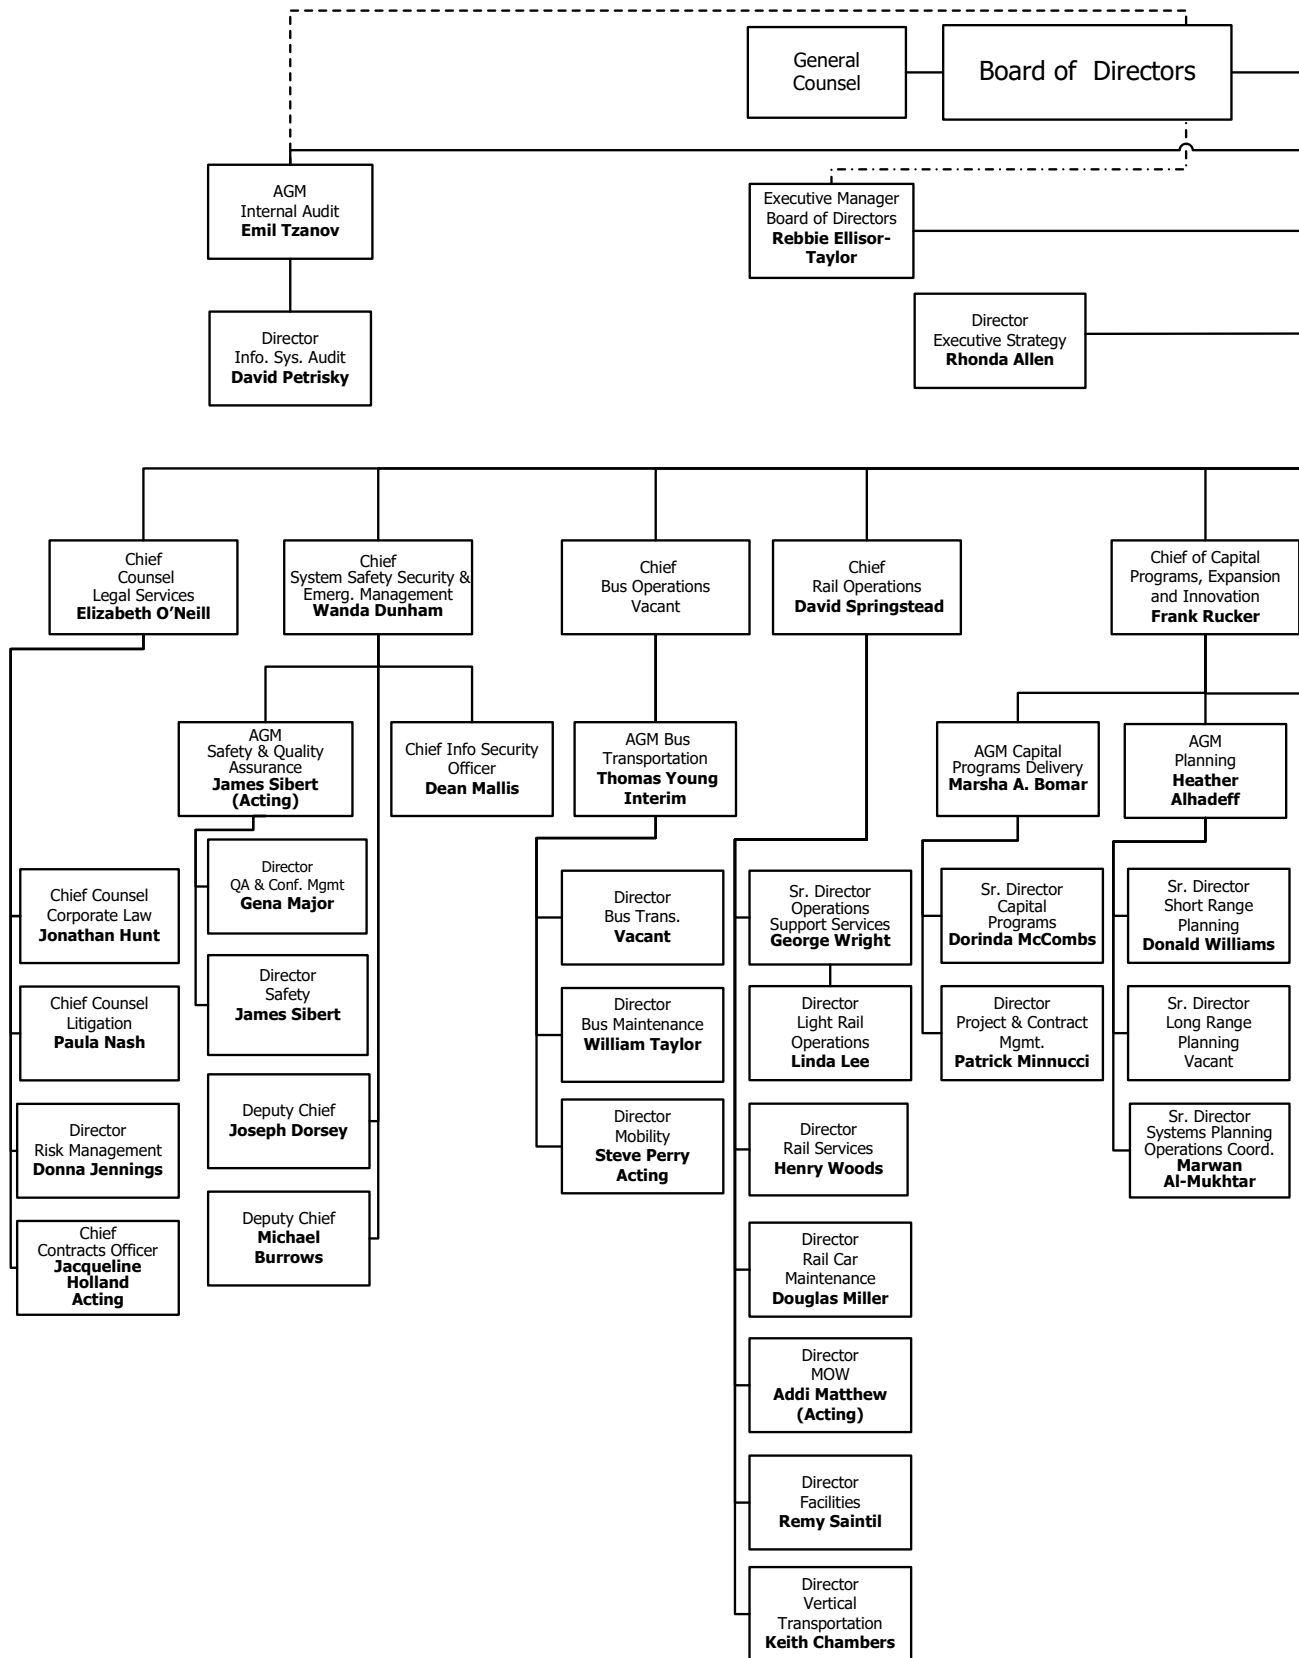 General
Counsel
Board of Directors
AGM
Internal Audit
Emil Tzanov
Executive Manager
Board of Directors
Rebbie Ellisor-
Taylor
Director
Info. Sys. Audit
David Petrisky
Director
Executive Strategy
Rhonda Allen
Chief
Counsel
Legal Services
Elizabeth O'Neill
Chief
System Safety Security &
Emerg. Management
Wanda Dunham
Chief
Bus Operations
Vacant
Chief
Rail Operations
David Springstead
Chief of Capital
Programs, Expansion
and Innovation
Frank Rucker
AGM
Safety & Quality
Assurance
James Sibert
(Acting)
Chief Info Security
Officer
Dean Mallis
AGM Bus
Transportation
Thomas Young
Interim
AGM Capital
Programs Delivery
Marsha A. Bomar
AGM
Planning
Heather
Alhadeff
Chief Counsel
Corporate Law
Jonathan Hunt
Director
QA & Conf. Mgmt
Gena Major
Director
Bus Trans.
Vacant
Sr. Director
Operations
Support Services
George Wright
Sr. Director
Capital
Programs
Dorinda McCombs
Sr. Director
Short Range
Planning
Donald Williams
Chief Counsel
Litigation
Paula Nash
Director
Safety
James Sibert
Director
Bus Maintenance
William Taylor
Director
Light Rail
Operations
Linda Lee
Director
Project & Contract
Mgmt.
Patrick Minnucci
Sr. Director
Long Range
Planning
Vacant
Director
Risk Management
Donna Jennings
Deputy Chief
Joseph Dorsey
Director
Mobility
Steve Perry
Acting
Director
Rail Services
Henry Woods
Sr. Director
Systems Planning
Operations Coord.
Marwan
Al-Mukhtar
Chief
Contracts Officer
Jacqueline
Holland
Acting
Deputy Chief
Michael
Burrows
Director
Rail Car
Maintenance
Douglas Miller
Director
MOW
Addi Matthew
(Acting)
Director
Facilities
Remy Saintil
Director
Vertical
Transportation
Keith Chambers